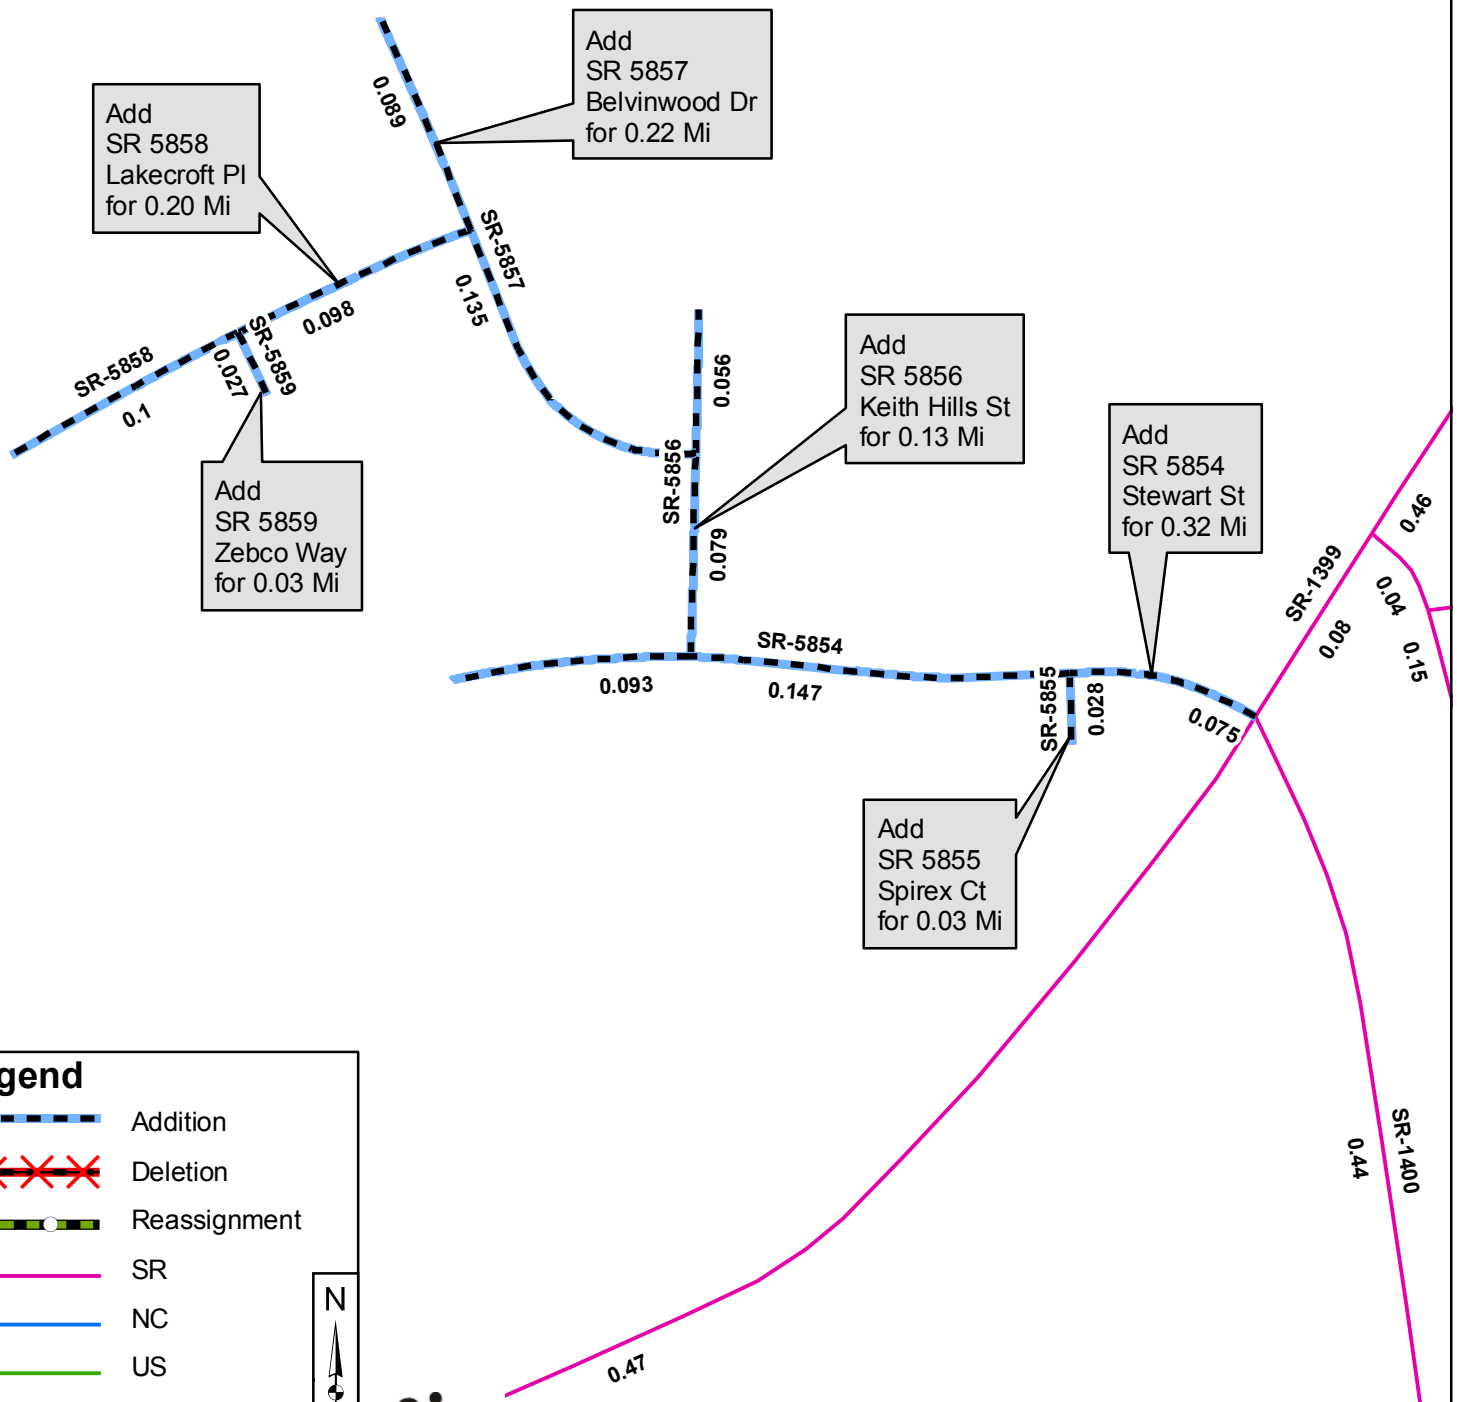 Add
SR 5857
Belvinwood Dr
for 0.22 Mi
0.089
Add
SR 5858
Lakecroft Pl
for 0.20 Mi
SR-5857
0.135
0.098
SR-5859
SR-5858
0.027
0.1
0.056
Add
SR 5856
Keith Hills St
for 0.13 Mi
SR-5856
0.079
Add
SR 5859
Zebco Way
for 0.03 Mi
Add
SR 5854
Stewart St
for 0.32 Mi
0.46
SR-1399
0.04
0.08
0.15
SR-5854
0.093
0.147
SR-5855
0.028
0.075
Add
SR 5855
Spirex Ct
for 0.03 Mi
gend
Addition
Deletion
Reassignment
SR
NC
US
N
SR-1400
0.44
0.47